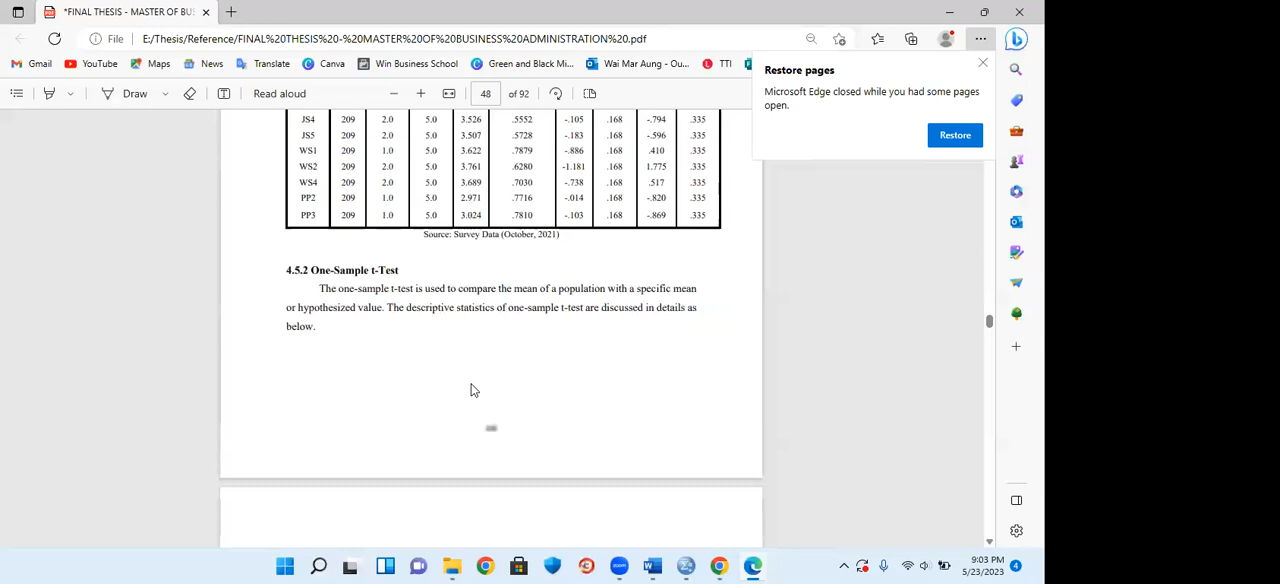 *FINAL THESIS - MASTER OF BU
File E:/Thesis/Reference/FINAL%20THESIS%20-%20MASTER%20OF%20BUSINESS%20ADMINISTRATION%20.pdf
Gmail YouTube Maps News Translate Canva Win Business School Green and Black Mi... Wai Mar Aung - Ou... TTI
Draw Read aloud 48 of 92
Restore pages
Microsoft Edge closed while you had some pages
open.
Restore
JS4 209 2.0 5.0 3.526 .5552 -.105 .168 -.794 .335
JS5 209 2.0 5.0 3.507 .5728 -.183 .168 -.596 .335
WS1 209 1.0 5.0 3.622 .7879 -.886 .168 .410 .335
WS2 209 2.0 5.0 3.761 .6280 -1.181 .168 1.775 .335
WS4 209 2.0 5.0 3.689 .7030 -.738 .168 .517 .335
PP2 209 1.0 5.0 2.971 .7716 -.014 .168 -.820 .335
PP3 209 1.0 5.0 3.024 .7810 -.103 .168 -.869 .335
Source: Survey Data (October, 2021)
4.5.2 One-Sample t-Test
The one-sample t-test is used to compare the mean of a population with a specific mean
or hypothesized value. The descriptive statistics of one-sample t-test are discussed in details as
below.
9:03 PM
5/23/2023
4